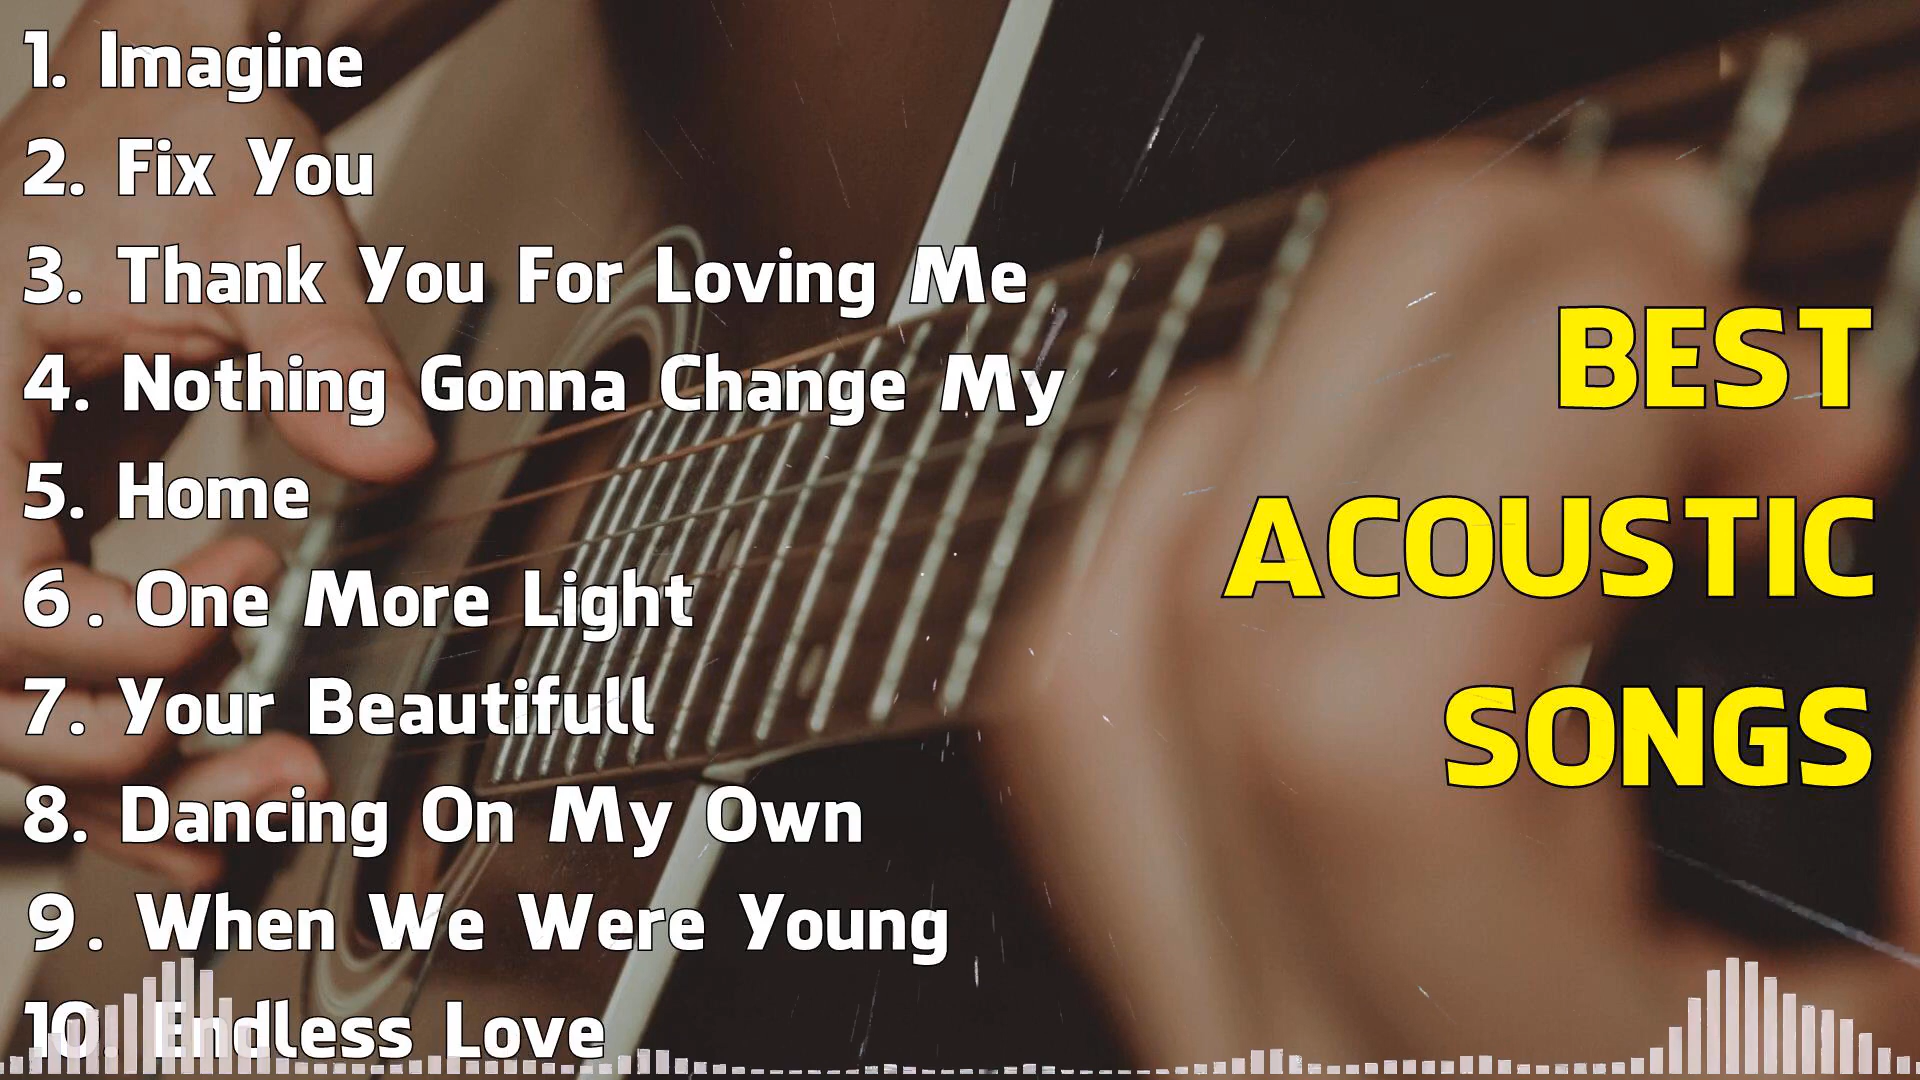 1. Imagine
2. Fix You
3. Thank You For Loving Me
4. Nothing Gonna Change My
5. Home
6. One More Light
7. Your Beautifull
8. Dancing On My Own
9. When We Were Young
10. Endless Love
BEST
ACOUSTIC
SONGS